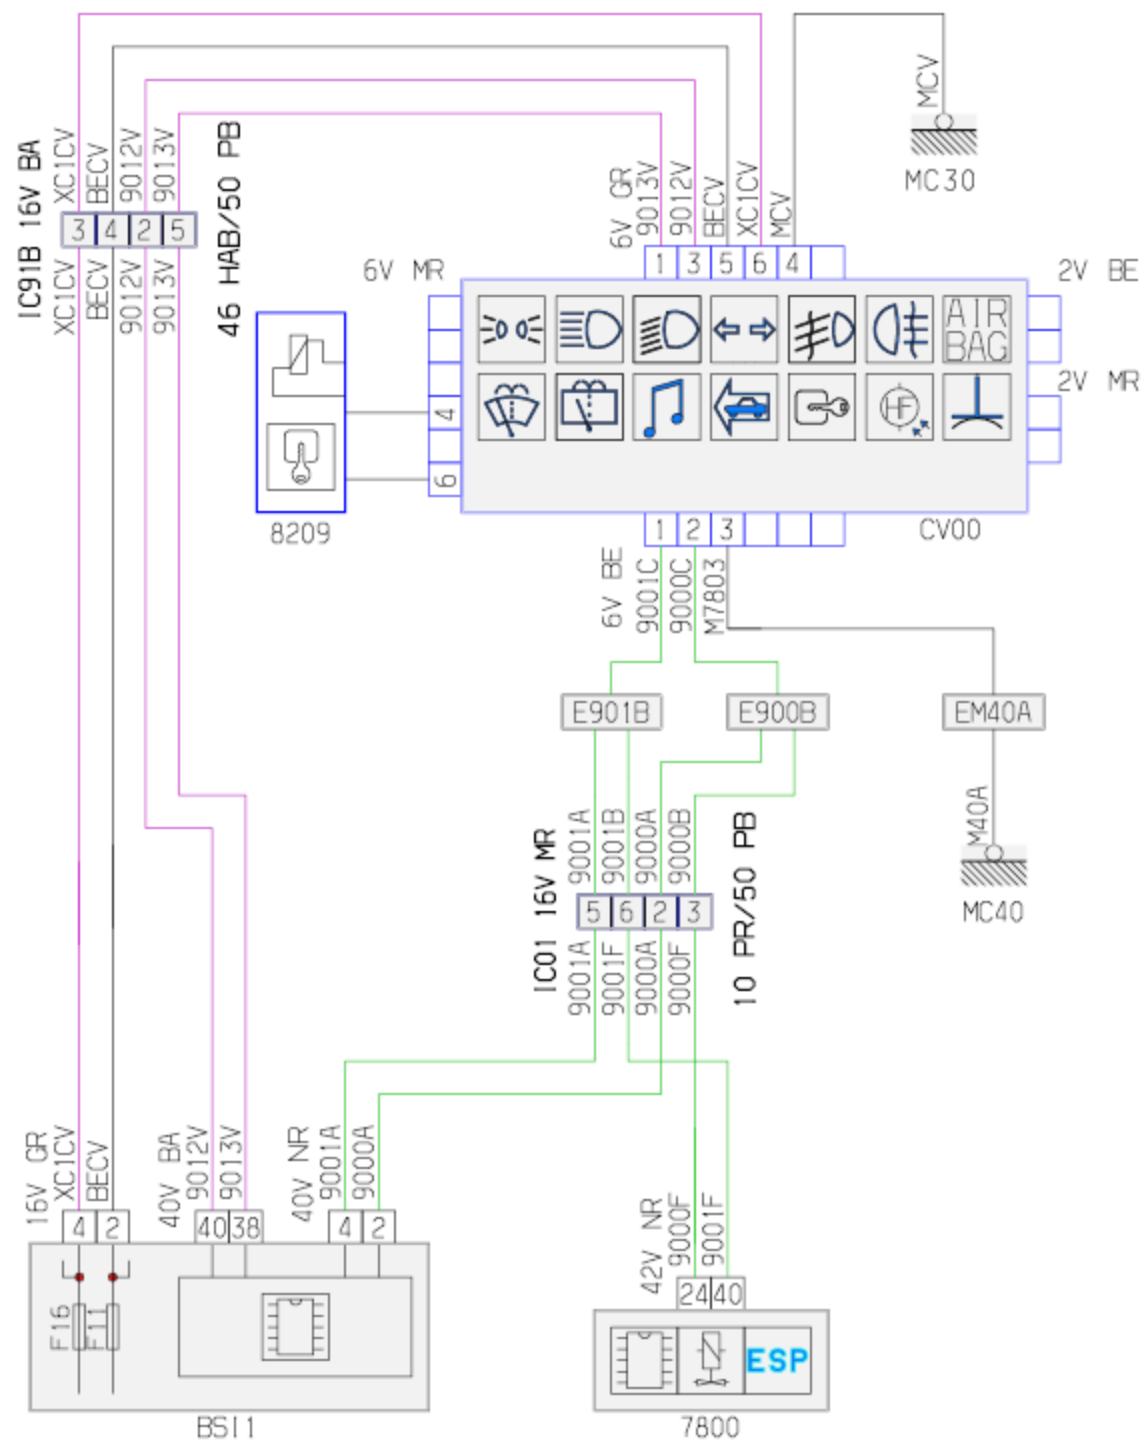 MCV
MC30
IC91B 16V BA
XC1CV
BECV
9012V
9013V
46 HAB/50 PB
3 4 2 5
XC1CV
BECV
9012V
9013V
6V GR
9013V
9012V
BECV
XC1CV
MCV
1 3 5 6 4
6V MR
2V BE
AIR
BAG
2V MR
4
HF
6
8209
CV00
1 2 3
6V BE
9001C
9000C
M7803
E901B
E900B
EM40A
M40A
MC40
IC01 16V MR
9001A
9001B
9000A
9000B
10 PR/50 PB
5 6 2 3
9001A
9001F
9000A
9000F
16V GR
XC1CV
BECV
40V BA
9012V
9013V
40V NR
9001A
9000A
4 2
40 38
4 2
42V NR
9000F
9001F
24 40
F16
F11
ESP
BSI1
7800